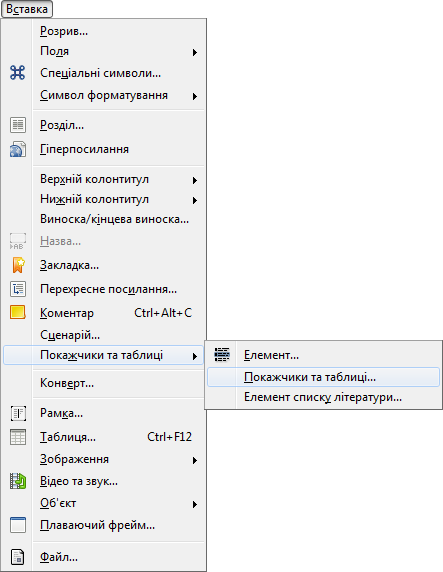 Вставка
Розрив...
Поля
Спеціальні символи...
Символ форматування
Розділ...
Гіперпосилання
Верхній колонтитул
Нижній колонтитул
Виноска/кінцева виноска...
Назва...
Закладка...
Перехресне посилання...
Коментар Ctrl+Alt+C
Сценарій...
Покажчики та таблиці
Елемент...
Покажчики та таблиці...
Елемент списку літератури...
Конверт...
Рамка...
Таблиця... Ctrl+F12
Зображення
Відео та звук...
Об'єкт
Плаваючий фрейм...
Файл...